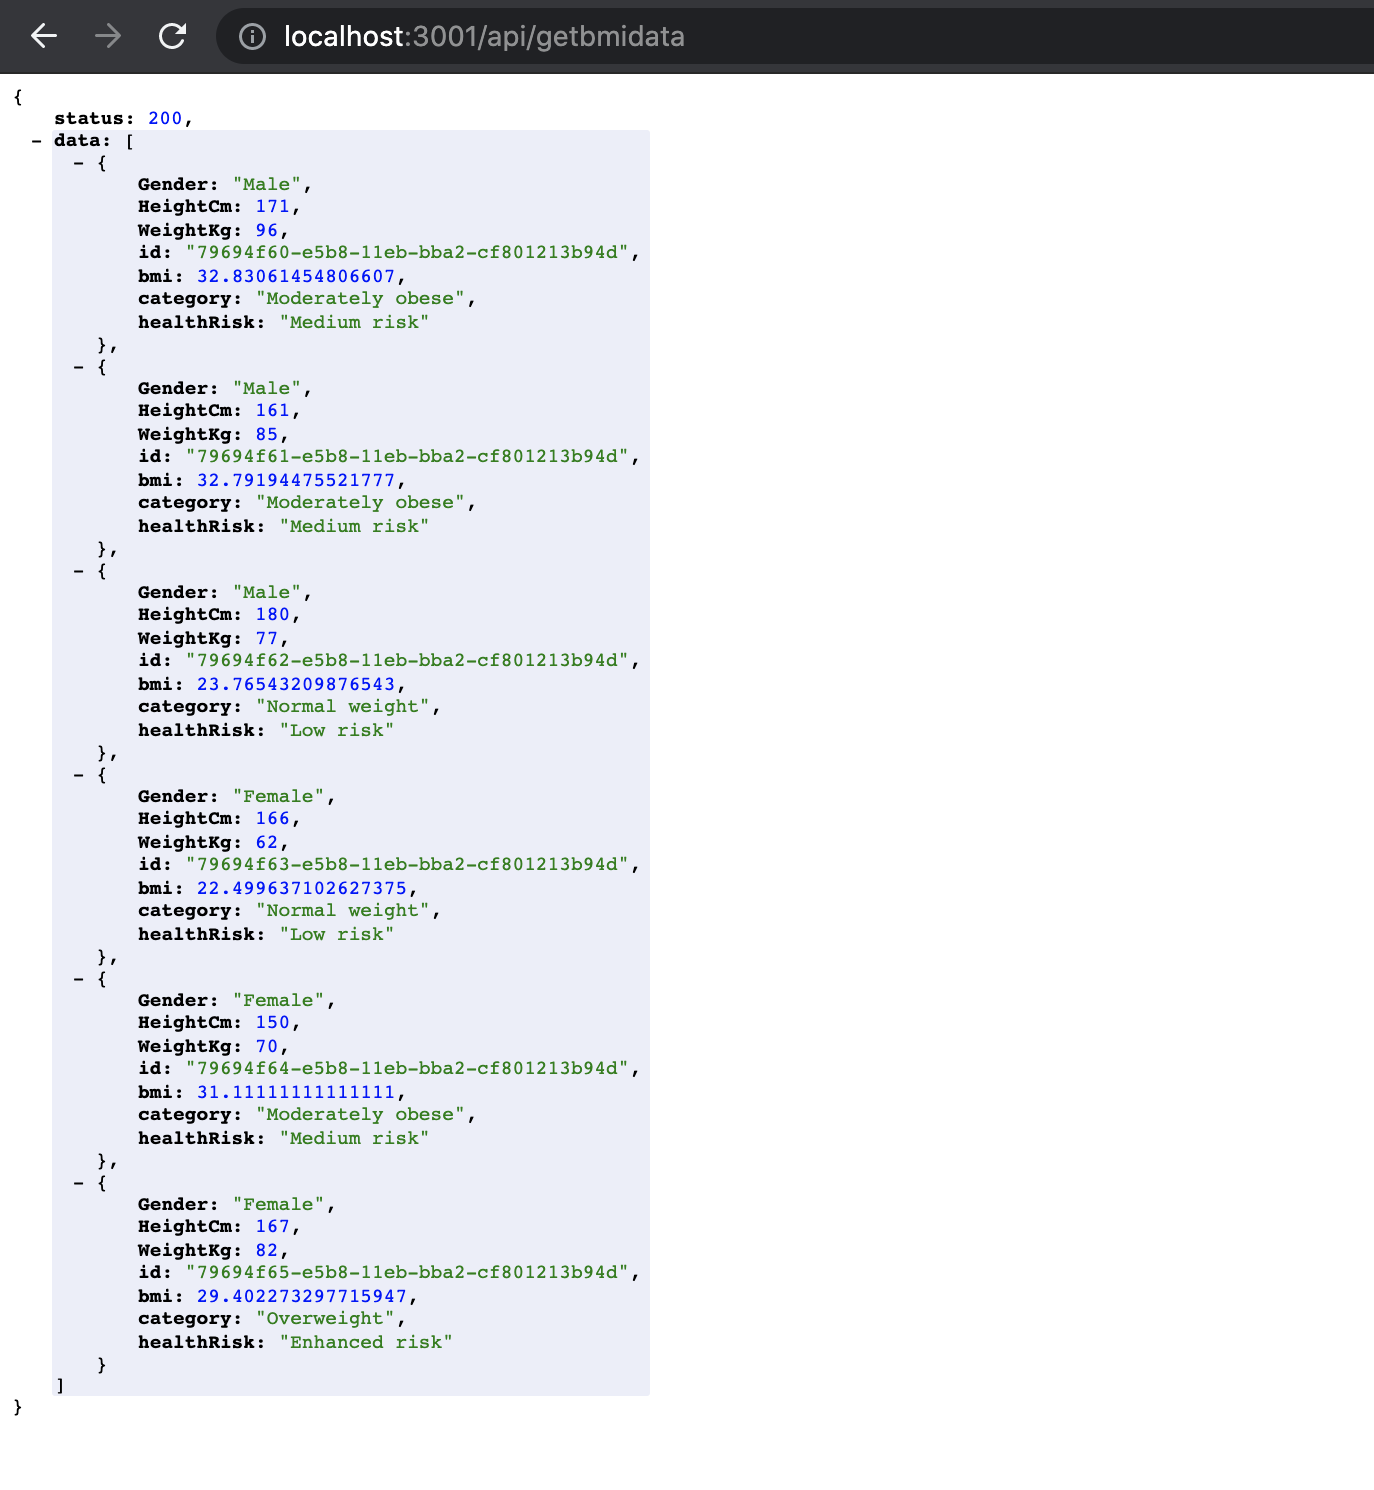 localhost:3001/api/getbmidata
{
status: 200,
- data: [
- {
Gender: "Male",
HeightCm: 171,
WeightKg: 96,
id: "79694f60-e5b8-11eb-bba2-cf801213b94d",
bmi: 32.83061454806607,
category: "Moderately obese",
healthRisk: "Medium risk"
},
- {
Gender: "Male",
HeightCm: 161,
WeightKg: 85,
id: "79694f61-e5b8-11eb-bba2-cf801213b94d",
bmi: 32.79194475521777,
category: "Moderately obese",
healthRisk: "Medium risk"
},
- {
Gender: "Male",
HeightCm: 180,
WeightKg: 77,
id: "79694f62-e5b8-11eb-bba2-cf801213b94d",
bmi: 23.76543209876543,
category: "Normal weight",
healthRisk: "Low risk"
},
- {
Gender: "Female",
HeightCm: 166,
WeightKg: 62,
id: "79694f63-e5b8-11eb-bba2-cf801213b94d",
bmi: 22.499637102627375,
category: "Normal weight",
healthRisk: "Low risk"
},
- {
Gender: "Female",
HeightCm: 150,
WeightKg: 70,
id: "79694f64-e5b8-11eb-bba2-cf801213b94d",
bmi: 31.11111111111111,
category: "Moderately obese",
healthRisk: "Medium risk"
},
- {
Gender: "Female",
HeightCm: 167,
WeightKg: 82,
id: "79694f65-e5b8-11eb-bba2-cf801213b94d",
bmi: 29.402273297715947,
category: "Overweight",
healthRisk: "Enhanced risk"
}
]
}